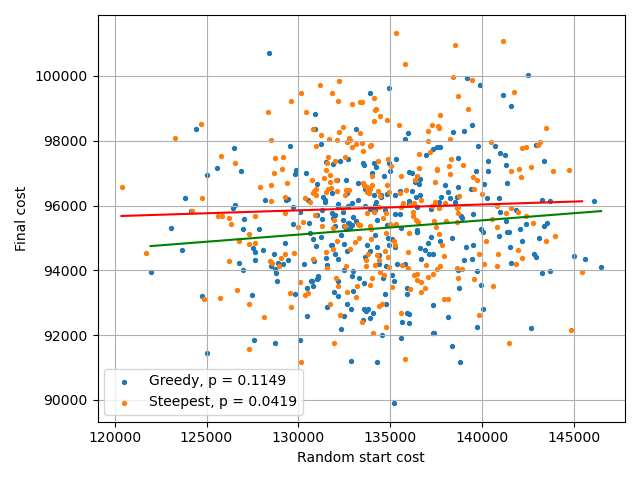 100000
98000
96000
94000
92000
90000
Final cost
Greedy, p = 0.1149
Steepest, p = 0.0419
120000 125000 130000 135000 140000 145000
Random start cost